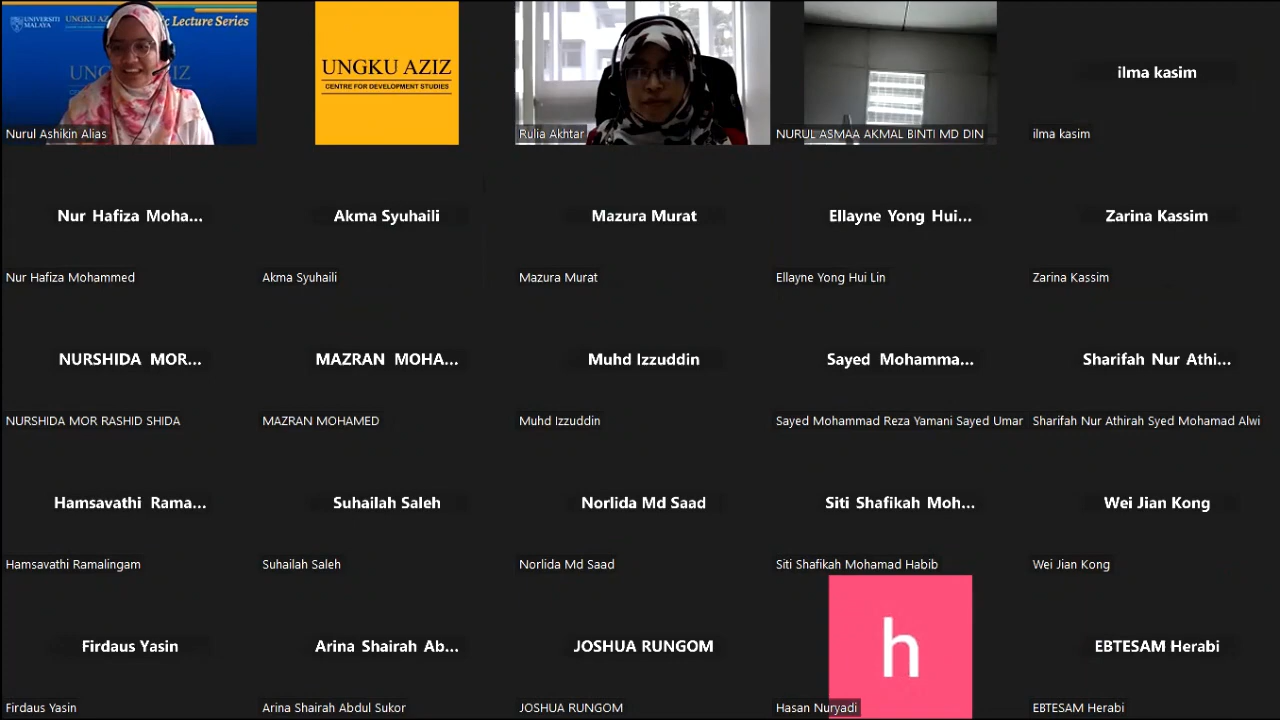 UNIVERSITI
MALAYA
UNGKU AZ
ic Lecture Series
UNG
AZIZ
Nurul Ashikin Alias
UNGKU AZIZ
CENTRE FOR DEVELOPMENT STUDIES
Rulia Akhtar
NURUL ASMAA AKMAL BINTI MD DIN
ilma kasim
ilma kasim
Nur Hafiza Moha...
Akma Syuhaili
Mazura Murat
Ellayne Yong Hui...
Zarina Kassim
Nur Hafiza Mohammed
Akma Syuhaili
Mazura Murat
Ellayne Yong Hui Lin
Zarina Kassim
NURSHIDA MOR...
MAZRAN MOHA...
Muhd Izzuddin
Sayed Mohamma...
Sharifah Nur Athi...
NURSHIDA MOR RASHID SHIDA
MAZRAN MOHAMED
Muhd Izzuddin
Sayed Mohammad Reza Yamani Sayed Umar
Sharifah Nur Athirah Syed Mohamad Alwi
Hamsavathi Rama...
Suhailah Saleh
Norlida Md Saad
Siti Shafikah Moh...
Wei Jian Kong
Hamsavathi Ramalingam
Suhailah Saleh
Norlida Md Saad
Siti Shafikah Mohamad Habib
Wei Jian Kong
Firdaus Yasin
Arina Shairah Ab...
JOSHUA RUNGOM
h
EBTESAM Herabi
Firdaus Yasin
Arina Shairah Abdul Sukor
JOSHUA RUNGOM
Hasan Nuryadi
EBTESAM Herabi